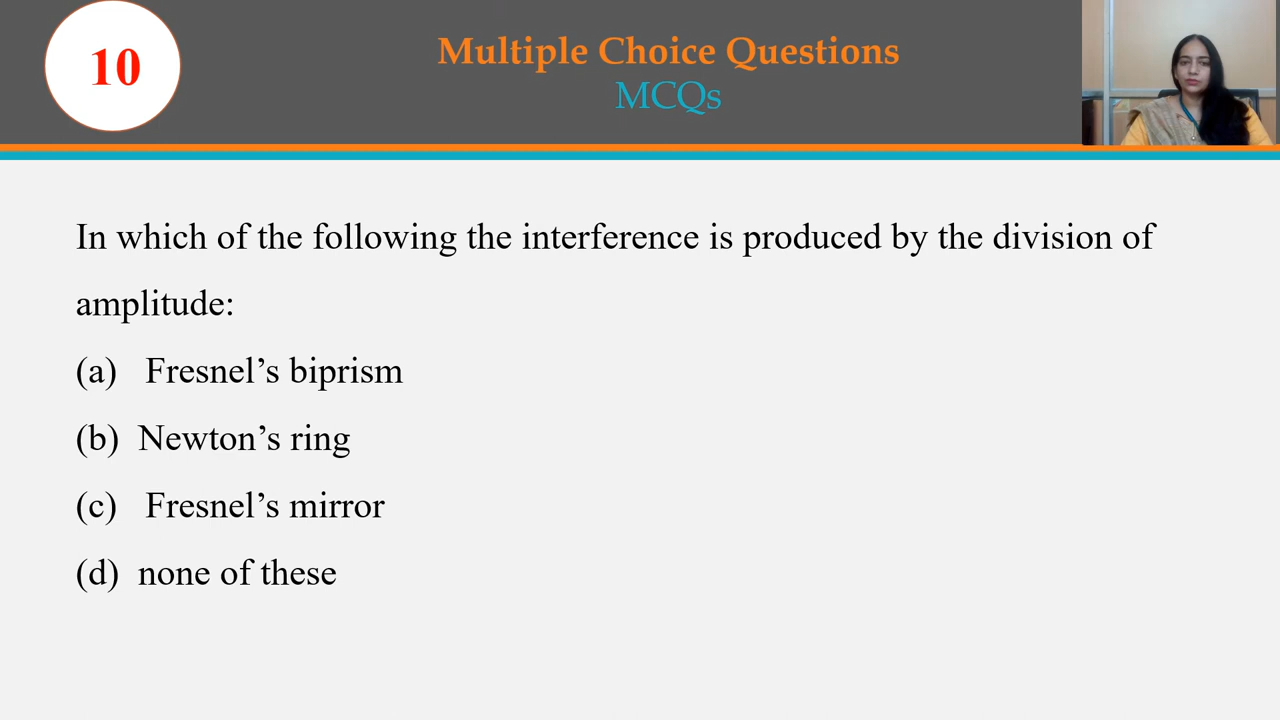 10
Multiple Choice Questions
MCQs
In which of the following the interference is produced by the division of
amplitude:
(a) Fresnel’s biprism
(b) Newton’s ring
(c) Fresnel’s mirror
(d) none of these